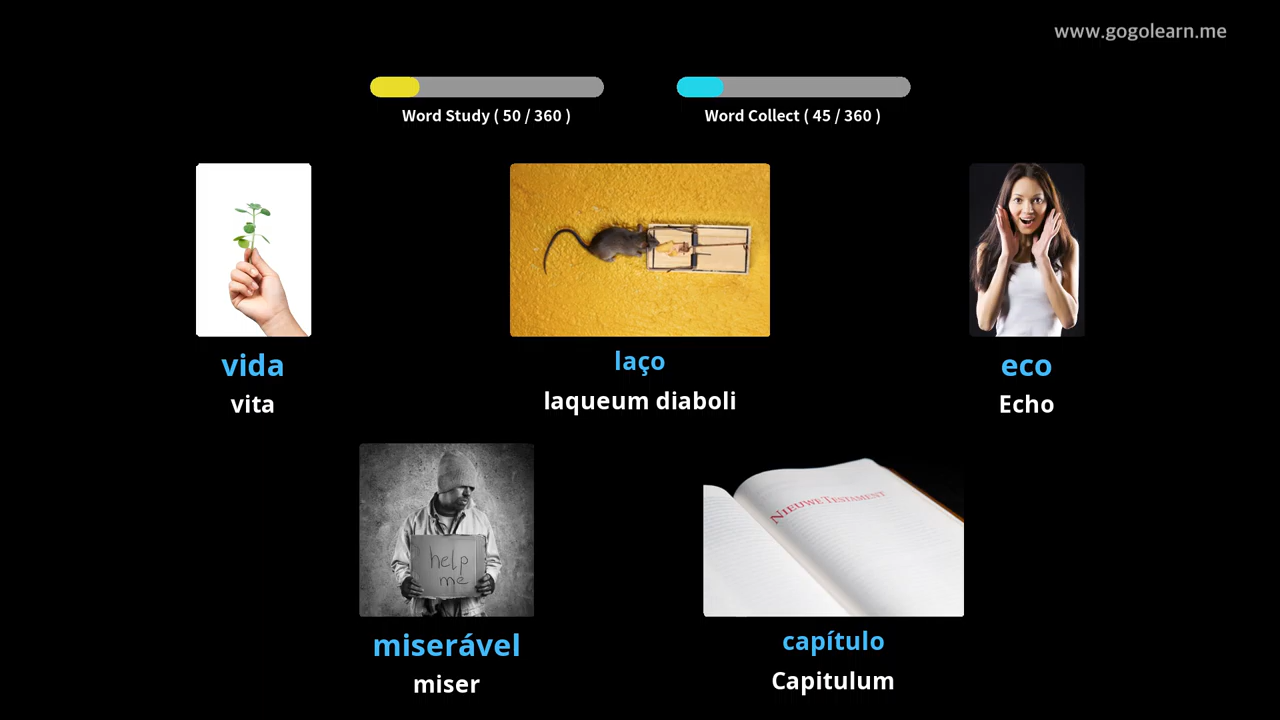 www.gogolearn.me
Word Study ( 50 / 360 )
Word Collect ( 45 / 360 )
vida
vita
laço
laqueum diaboli
eco
Echo
help
me
miserável
miser
NIEUWE TESTAMENT
capítulo
Capitulum